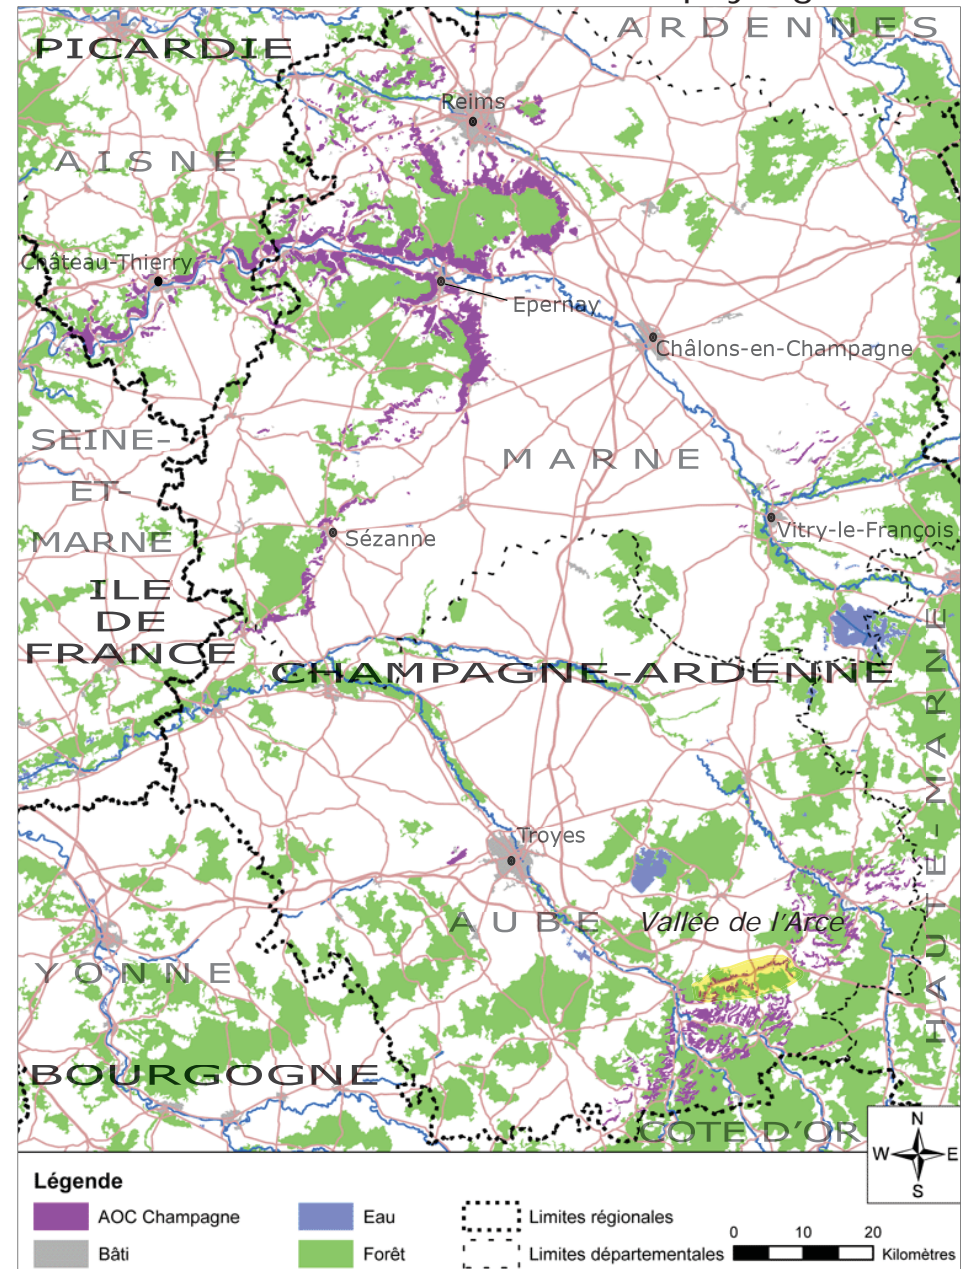 ARDENNES
PICARDIE
Reims
AISNE
Château-Thierry
Epernay
Châlons-en-Champagne
SEINE-
ET-
MARNE
MARNE
Vitry-le-François
Sézanne
ILE
DE
FRANCE
CHAMPAGNE-ARDENNE
HAUTE-MARNE
Troyes
AUBE
Vallée de l'Arce
YONNE
BOURGOGNE
COTE D'OR
N
W E
S
Légende
AOC Champagne
Eau
Limites régionales
0 10 20
Bâti
Forêt
Limites départementales
Kilomètres